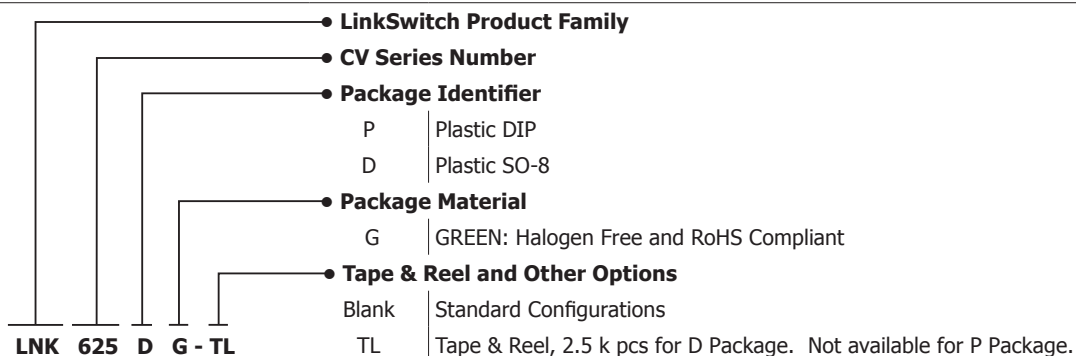 LinkSwitch Product Family
CV Series Number
Package Identifier
P Plastic DIP
D Plastic SO-8
Package Material
G GREEN: Halogen Free and RoHS Compliant
Tape & Reel and Other Options
Blank Standard Configurations
LNK 625 D G - TL TL Tape & Reel, 2.5 k pcs for D Package. Not available for P Package.